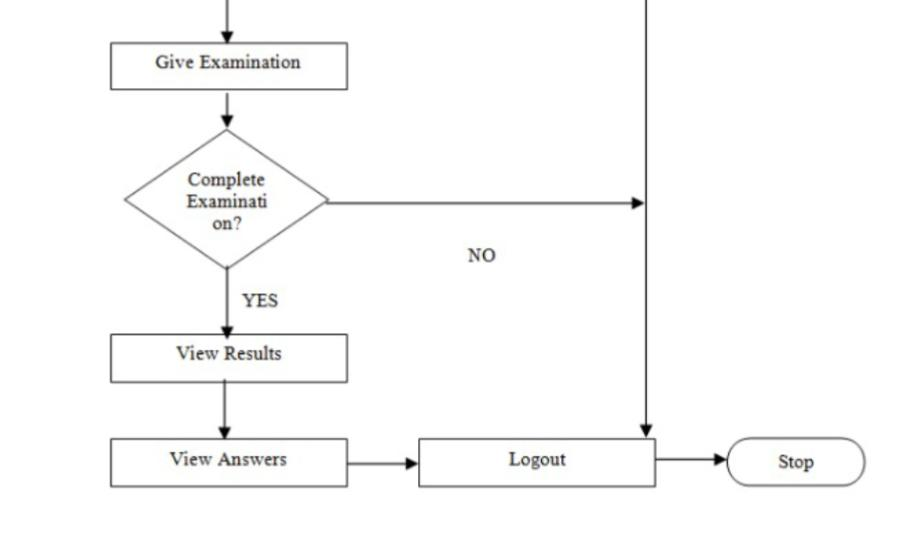 Give Examination
Complete
Examinati
on?
NO
YES
View Results
View Answers
Logout
Stop